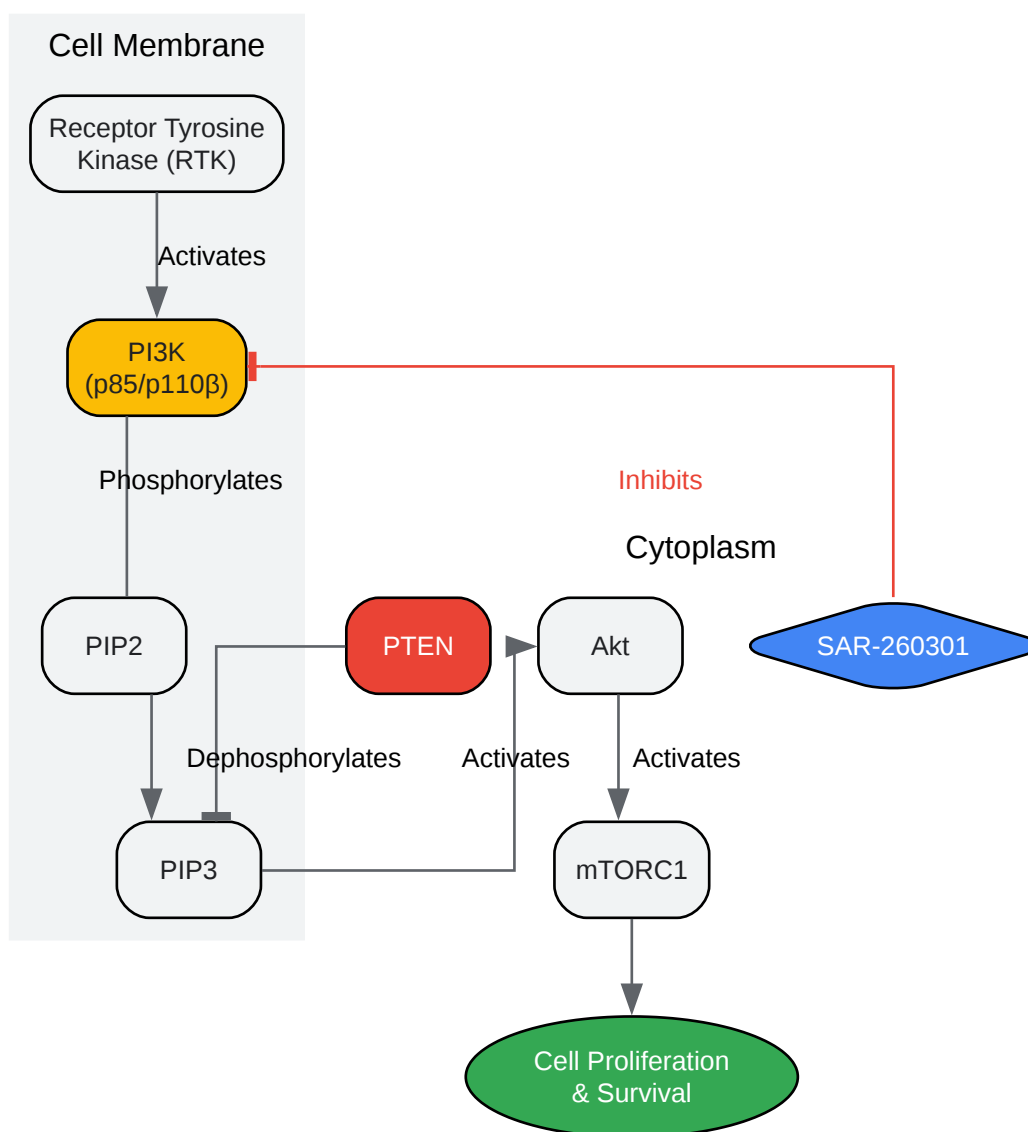 Cell Membrane
Receptor Tyrosine
Kinase (RTK)
Activates
PI3K
(p85/p110β)
Phosphorylates
Inhibits
Cytoplasm
PIP2
PTEN
Akt
SAR-260301
Dephosphorylates
Activates
Activates
PIP3
mTORC1
Cell Proliferation
& Survival